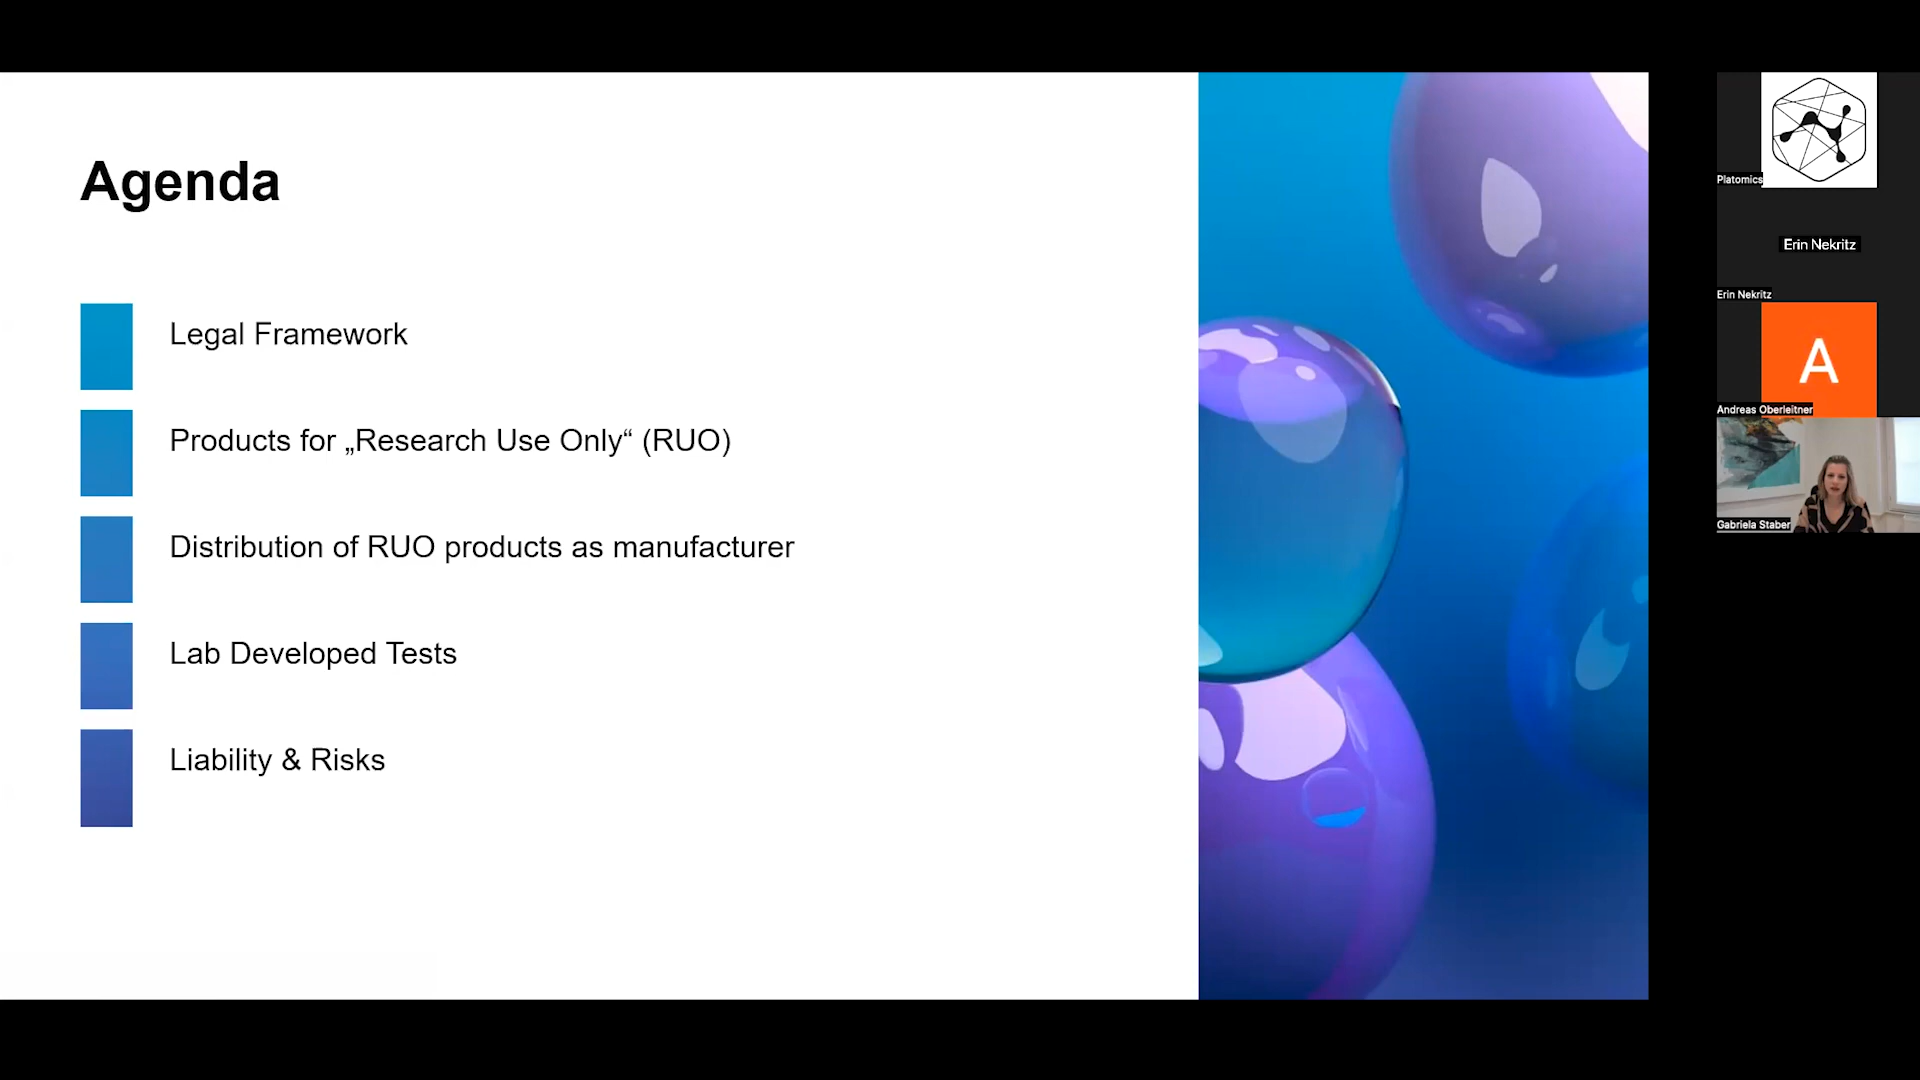 Agenda
Legal Framework
Products for „Research Use Only“ (RUO)
Distribution of RUO products as manufacturer
Lab Developed Tests
Liability & Risks
Platomics
Erin Nekritz
Erin Nekritz
A
Andreas Oberleitner
Gabriela Staber